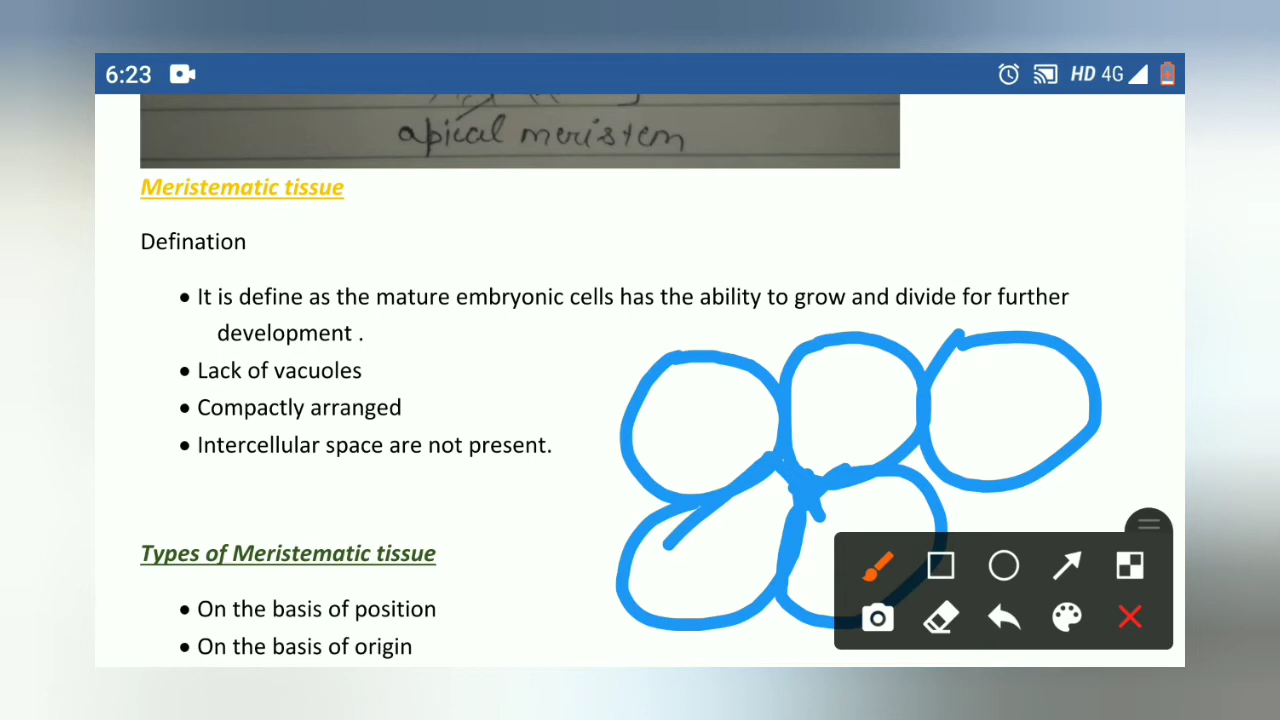 6:23 HD 4G
apical meristem
Meristematic tissue
Defination
• It is define as the mature embryonic cells has the ability to grow and divide for further
development .
• Lack of vacuoles
• Compactly arranged
• Intercellular space are not present.
Types of Meristematic tissue
• On the basis of position
• On the basis of origin